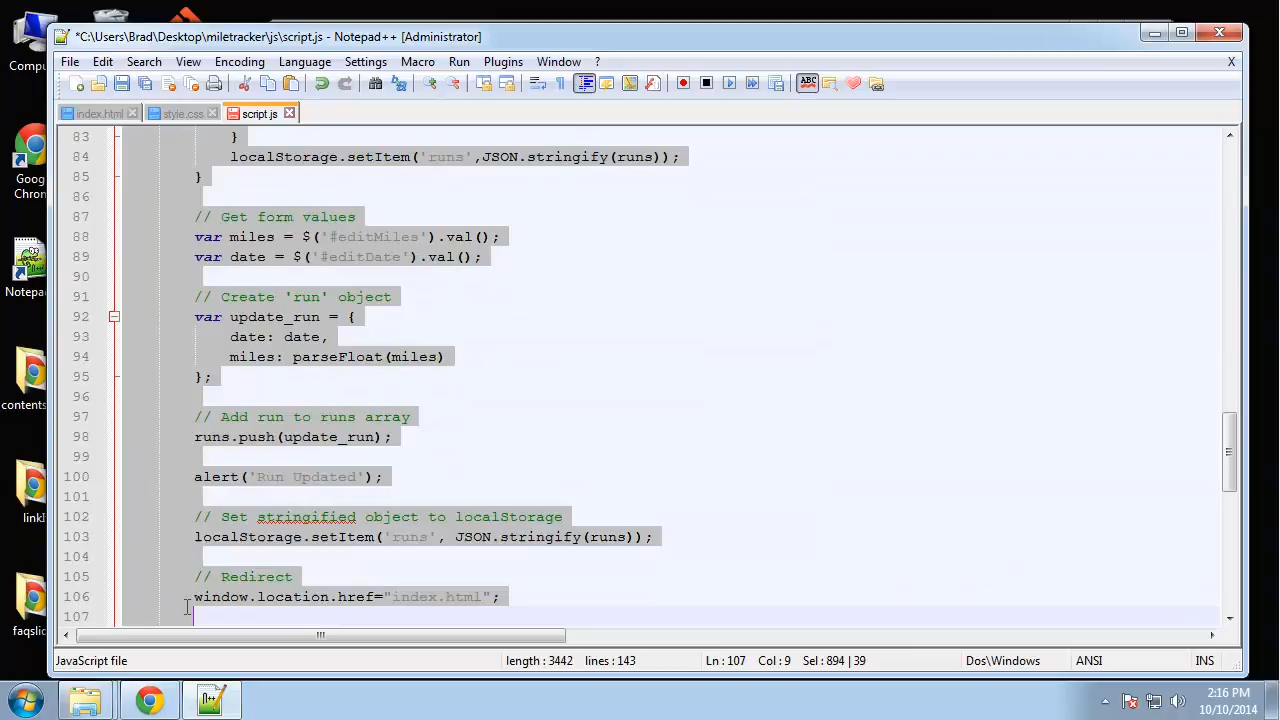 *C:\Users\Brad\Desktop\miletracker\js\script.js - Notepad++ [Administrator]
File Edit Search View Encoding Language Settings Macro Run Plugins Window ? X
index.html style.css script.js
83 }
84 localStorage.setItem('runs',JSON.stringify(runs));
85 }
86
87 // Get form values
88 var miles = $('#editMiles').val();
89 var date = $('#editDate').val();
90
91 // Create 'run' object
92 var update_run = {
93 date: date,
94 miles: parseFloat(miles)
95 };
96
97 // Add run to runs array
98 runs.push(update_run);
99
100 alert('Run Updated');
101
102 // Set stringified object to localStorage
103 localStorage.setItem('runs', JSON.stringify(runs));
104
105 // Redirect
106 window.location.href="index.html";
107
JavaScript file length : 3442 lines : 143 Ln : 107 Col : 9 Sel : 894 | 39 Dos\Windows ANSI INS
Compu
Goog
Chron
Notepa
contents
linkl
faqslic
2:16 PM
10/10/2014